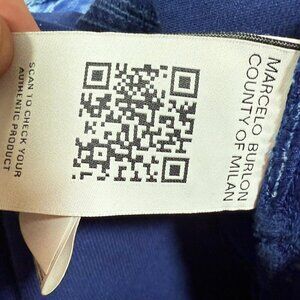 MARCELO BURLON
COUNTY OF MILAN
SCAN TO CHECK YOUR
AUTHENTIC PRODUCT